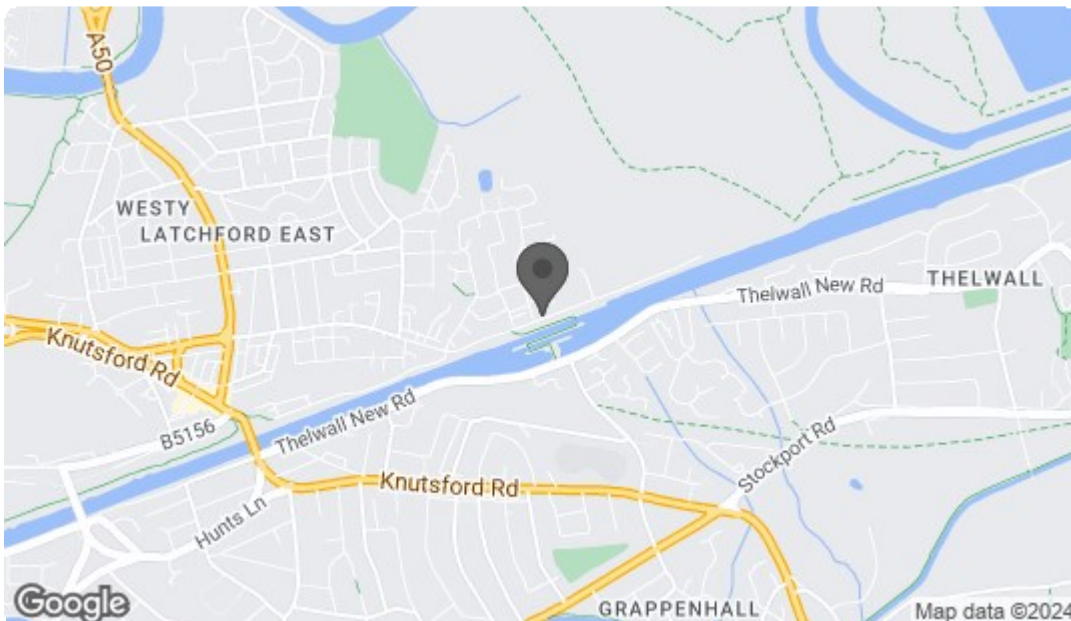 A50
WESTY
LATCHFORD EAST
THELWALL
Thelwall New Rd
Knutsford Rd
B5156
Thelwall New Rd
Stockport Rd
Knutsford Rd
Hunts Ln
GRAPPENHALL
Google
Map data ©2024